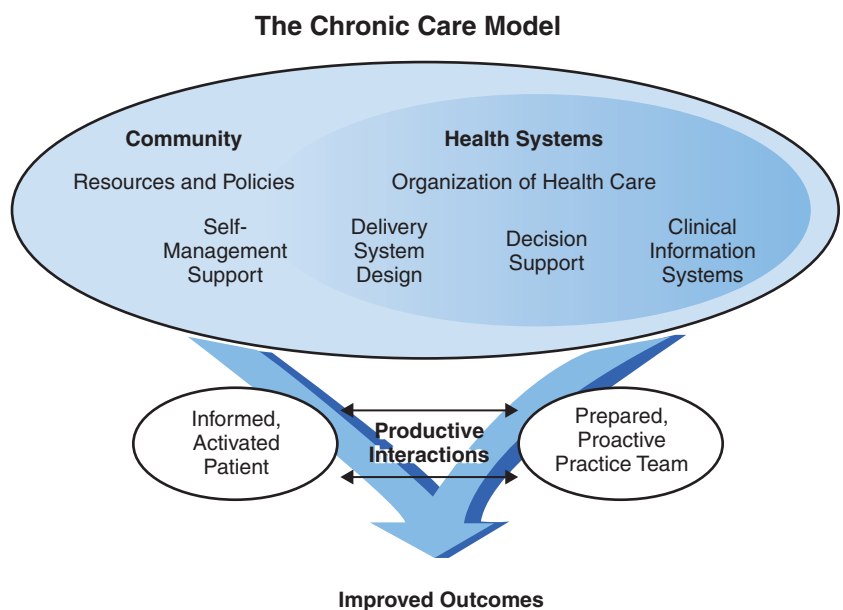 The Chronic Care Model
Community
Health Systems
Resources and Policies
Organization of Health Care
Self-
Management
Support
Delivery
System
Design
Decision
Support
Clinical
Information
Systems
Informed,
Activated
Patient
Productive
Interactions
Prepared,
Proactive
Practice Team
Improved Outcomes